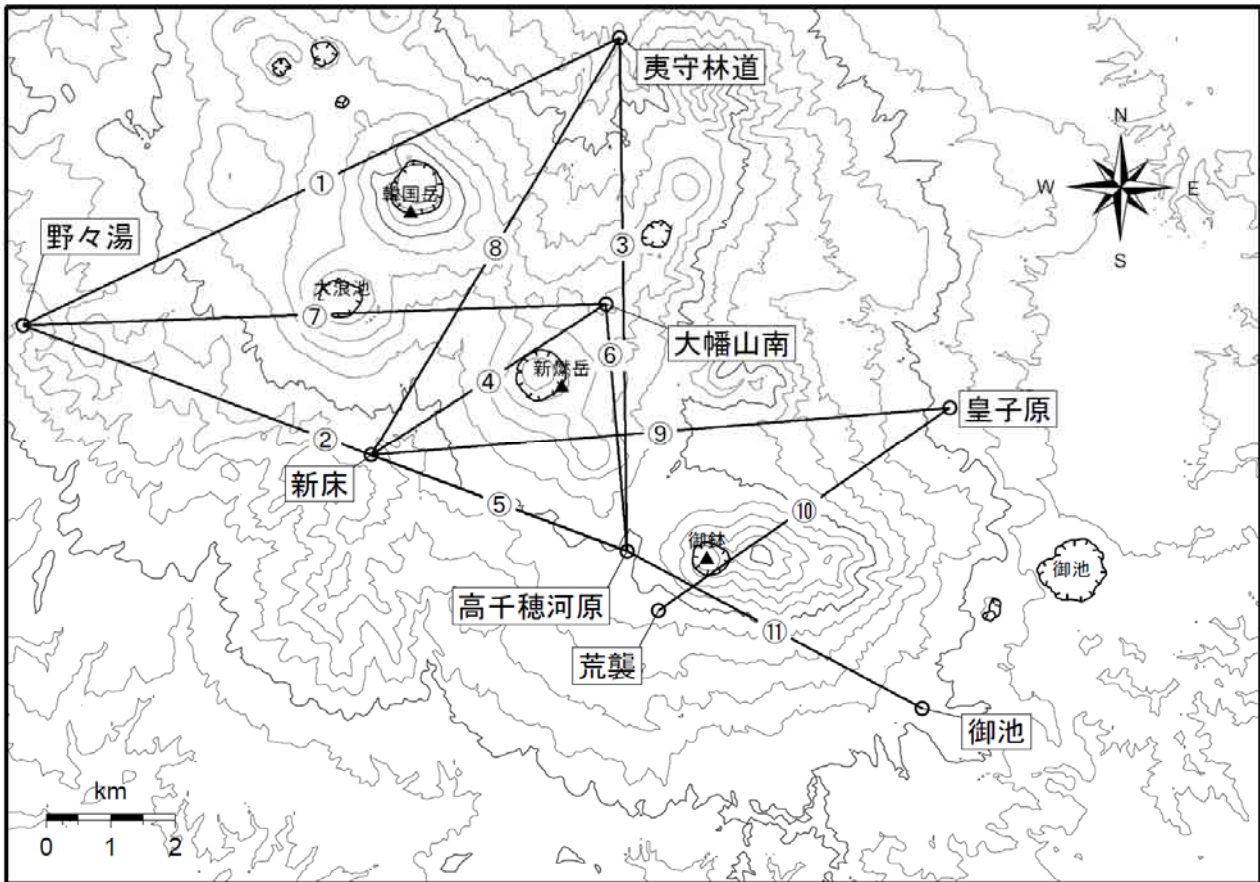 夷守林道
N
W
E
S
①
韓国岳
野々湯
⑧
③
大浪池
⑦
大幡山南
⑥
新燃岳
④
皇子原
②
⑨
新床
⑤
⑩
御鉢
御池
高千穂河原
⑪
荒襲
御池
km
0 1 2